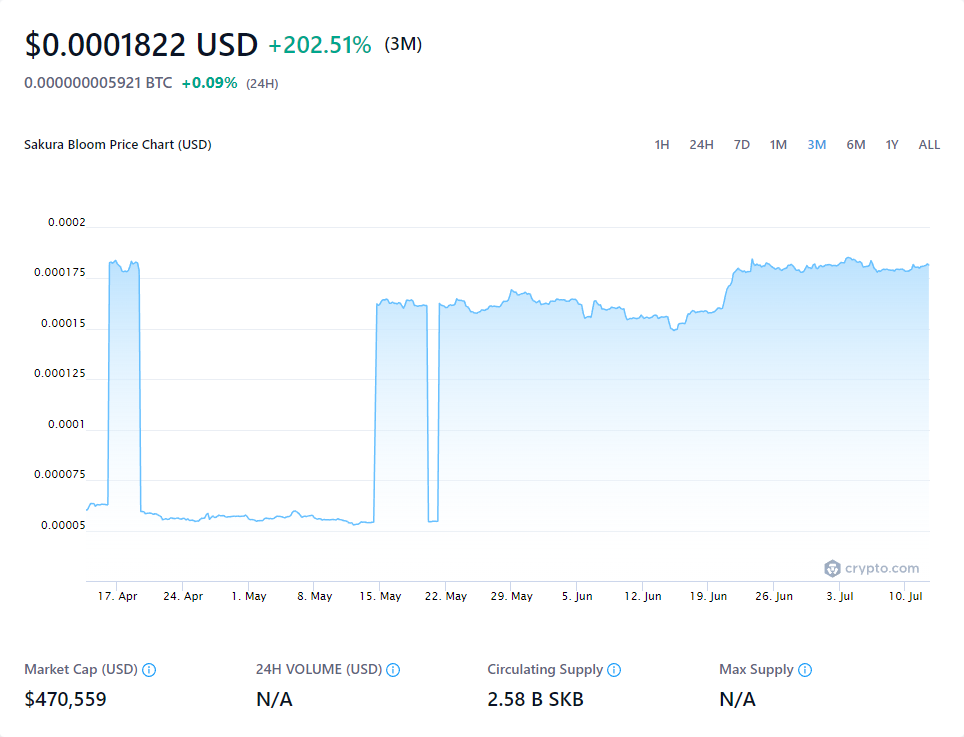 $0.0001822 USD +202.51% (3M)
0.000000005921 BTC +0.09% (24H)
Sakura Bloom Price Chart (USD) 1H 24H 7D 1M 3M 6M 1Y ALL
0.0002
0.000175
0.00015
0.000125
0.0001
0.000075
0.00005
crypto.com
17. Apr 24. Apr 1. May 8. May 15. May 22. May 29. May 5. Jun 12. Jun 19. Jun 26. Jun 3. Jul 10. Jul
Market Cap (USD) 24H VOLUME (USD) Circulating Supply Max Supply
$470,559 N/A 2.58 B SKB N/A